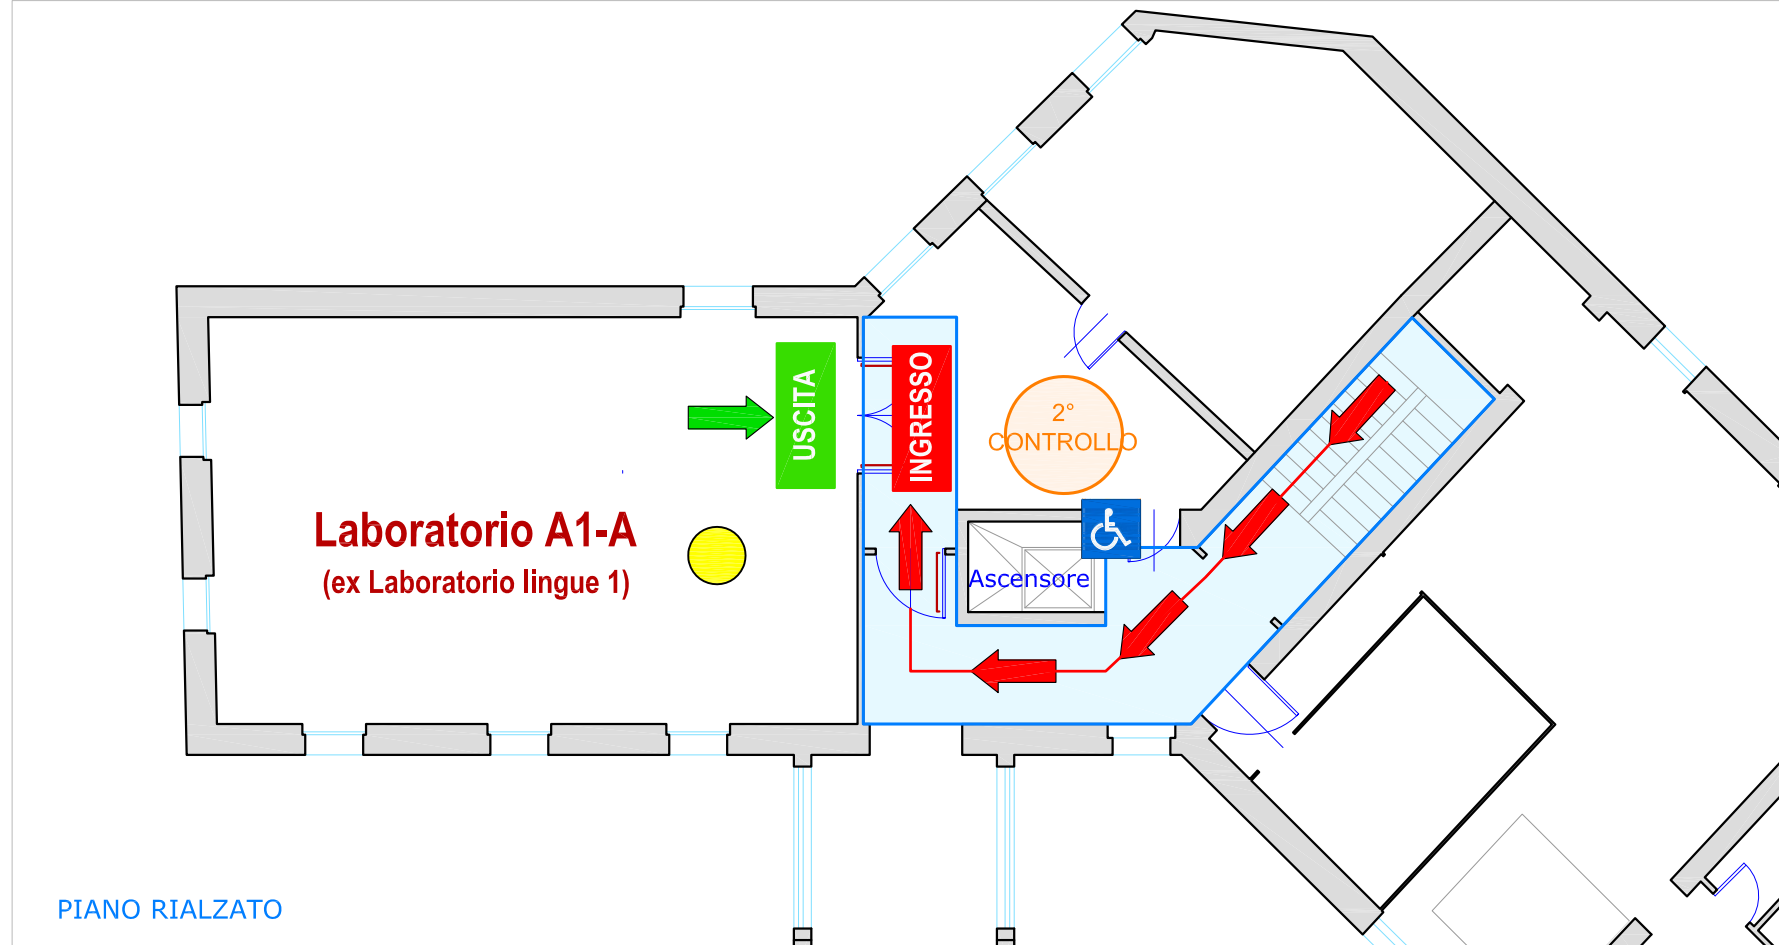 USCITA
INGRESSO
2°
CONTROLLO
Laboratorio A1-A
(ex Laboratorio lingue 1)
Ascensore
PIANO RIALZATO